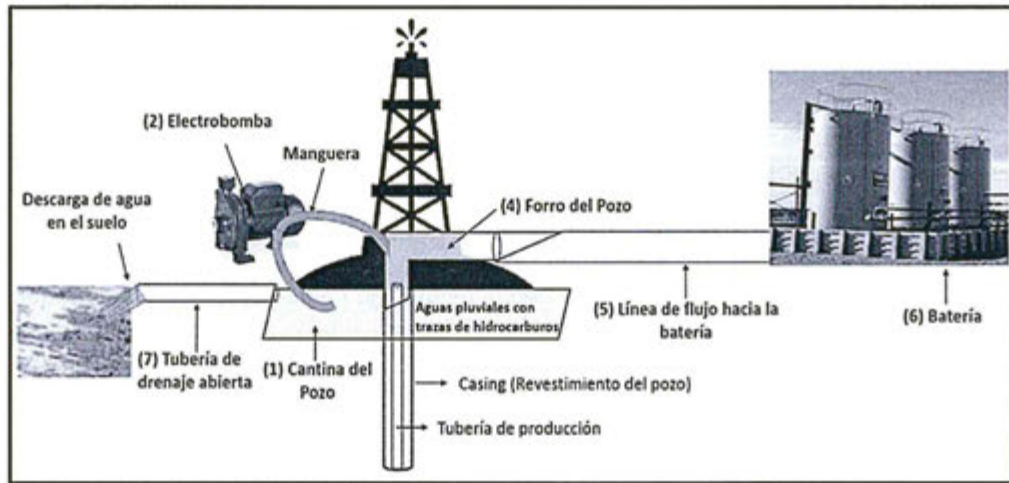 (2) Electrobomba
Manguera
Descarga de agua
en el suelo
(4) Forro del Pozo
Aguas pluviales con
trazas de hidrocarburos
(5) Línea de flujo hacia la
batería
(6) Batería
(7) Tubería de
drenaje abierta
(1) Cantina del
Pozo
Casing (Revestimiento del pozo)
Tubería de producción